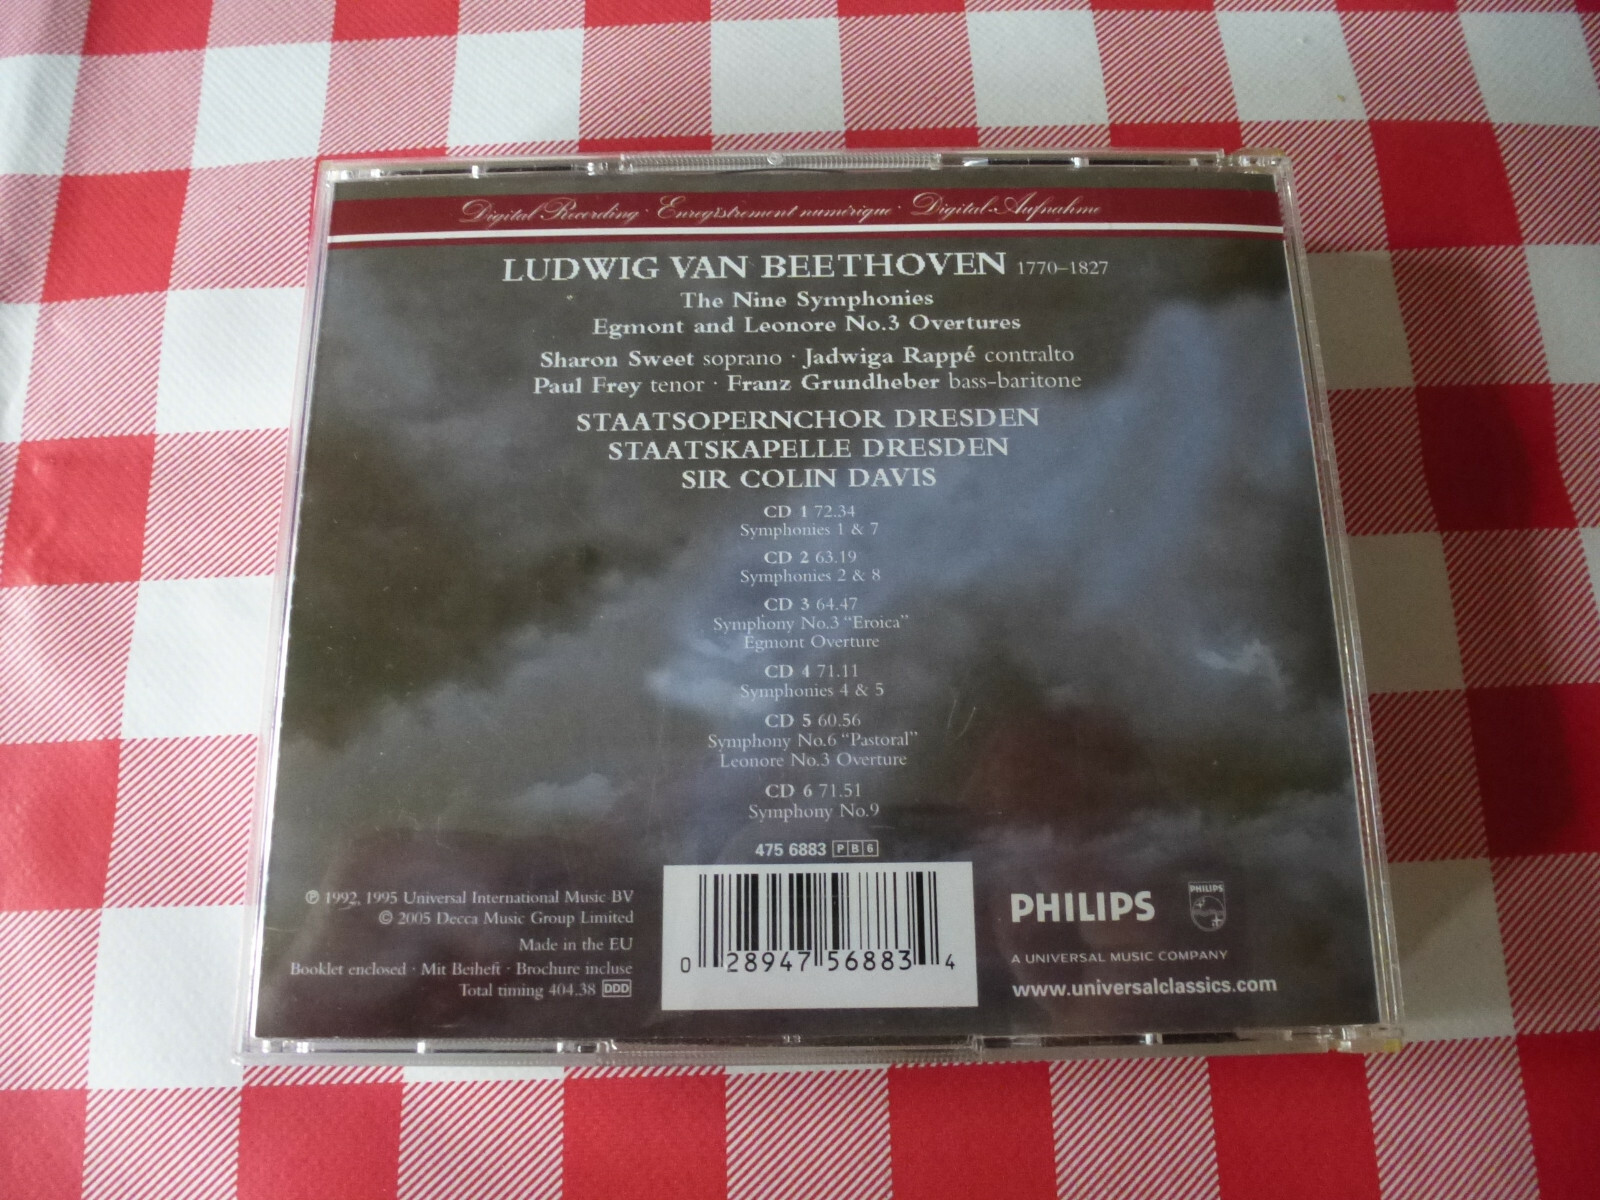 Digital Recording · Enregistrement numérique · Digital-Aufnahme
LUDWIG VAN BEETHOVEN 1770–1827
The Nine Symphonies
Egmont and Leonore No.3 Overtures
Sharon Sweet soprano · Jadwiga Rappé contralto
Paul Frey tenor · Franz Grundheber bass-baritone
STAATSOPERNCHOR DRESDEN
STAATSKAPELLE DRESDEN
SIR COLIN DAVIS
CD 1 72.34
Symphonies 1 & 7
CD 2 63.19
Symphonies 2 & 8
CD 3 64.47
Symphony No.3 “Eroica”
Egmont Overture
CD 4 71.11
Symphonies 4 & 5
CD 5 60.56
Symphony No.6 “Pastoral”
Leonore No.3 Overture
CD 6 71.51
Symphony No.9
475 6883 PB6
℗ 1992, 1995 Universal International Music BV
© 2005 Decca Music Group Limited
Made in the EU
Booklet enclosed · Mit Beiheft · Brochure incluse
Total timing 404.38 DDD
0 28947 56883 4
PHILIPS
PHILIPS
A UNIVERSAL MUSIC COMPANY
www.universalclassics.com